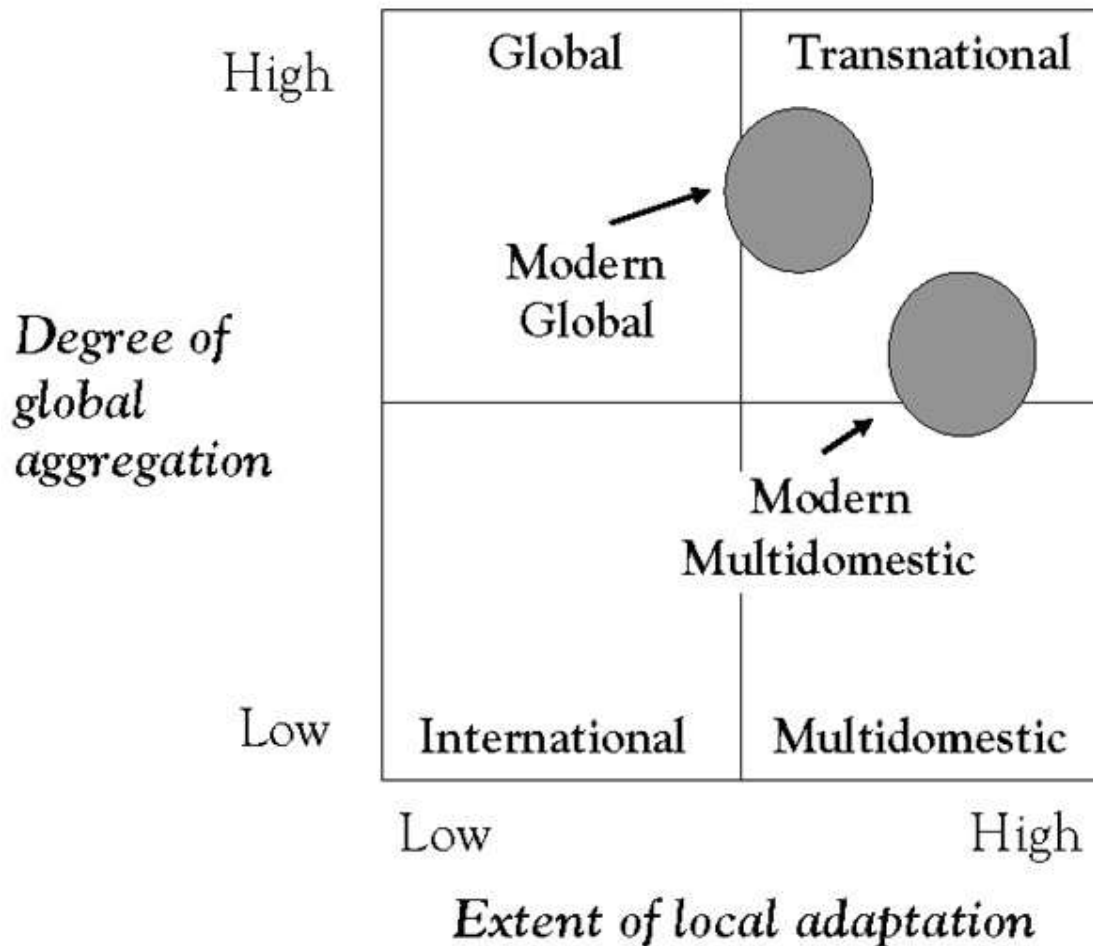 Global
Transnational
High
Modern
Global
Degree of
global
aggregation
Modern
Multidomestic
Low
International
Multidomestic
Low
High
Extent of local adaptation